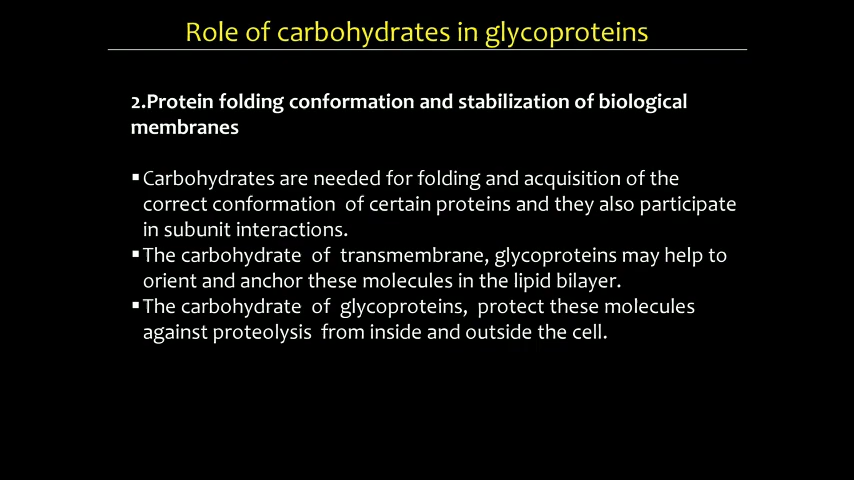 Role of carbohydrates in glycoproteins
2.Protein folding conformation and stabilization of biological
membranes
▪Carbohydrates are needed for folding and acquisition of the
correct conformation of certain proteins and they also participate
in subunit interactions.
▪The carbohydrate of transmembrane, glycoproteins may help to
orient and anchor these molecules in the lipid bilayer.
▪The carbohydrate of glycoproteins, protect these molecules
against proteolysis from inside and outside the cell.